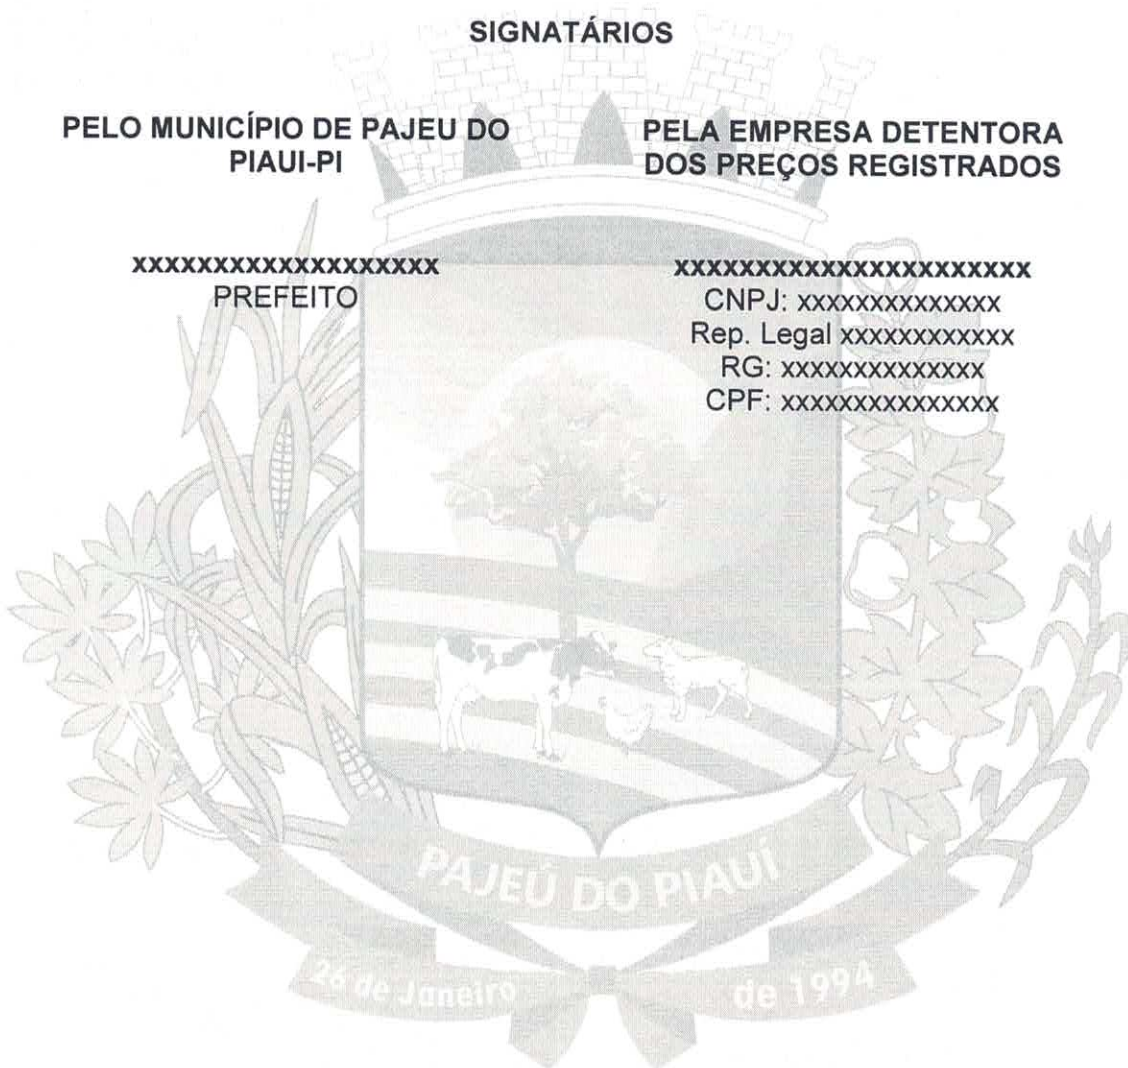 SIGNATÁRIOS
PELO MUNICÍPIO DE PAJEU DO
PIAUI-PI
xxxxxxxxxxxxxxxxxxx
PREFEITO
PELA EMPRESA DETENTORA
DOS PREÇOS REGISTRADOS
xxxxxxxxxxxxxxxxxxxxxx
CNPJ: xxxxxxxxxxxxxx
Rep. Legal xxxxxxxxxxxx
RG: xxxxxxxxxxxxxx
CPF: xxxxxxxxxxxxxxx
PAJEÚ DO PIAUÍ
26 de Janeiro de 1994